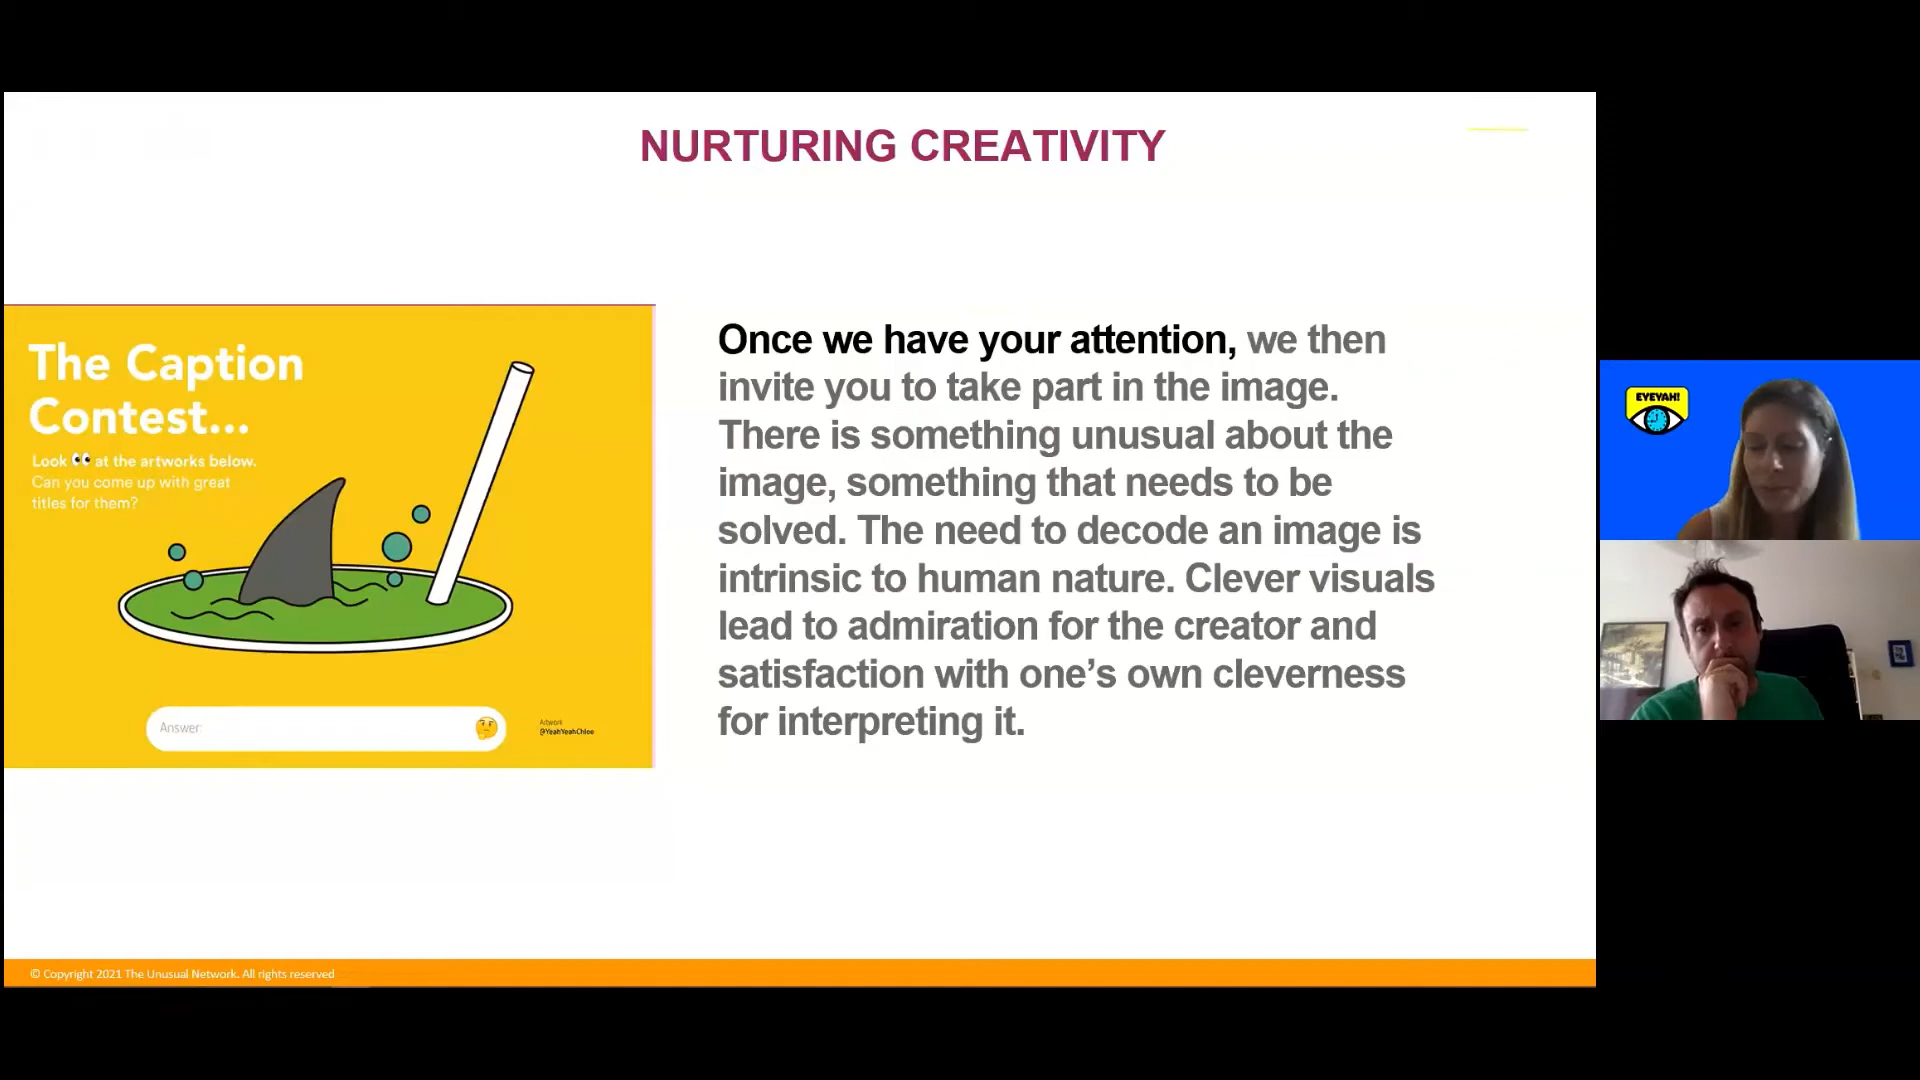 NURTURING CREATIVITY
The Caption
Contest...
Look 👀 at the artworks below.
Can you come up with great
titles for them?
Answer:
Artwork
@YeahYeahChloe
Once we have your attention, we then
invite you to take part in the image.
There is something unusual about the
image, something that needs to be
solved. The need to decode an image is
intrinsic to human nature. Clever visuals
lead to admiration for the creator and
satisfaction with one’s own cleverness
for interpreting it.
EYEYAH!
© Copyright 2021 The Unusual Network. All rights reserved